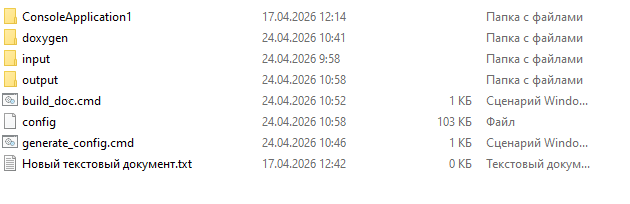 ConsoleApplication1 17.04.2026 12:14 Папка с файлами
doxygen 24.04.2026 10:41 Папка с файлами
input 24.04.2026 9:58 Папка с файлами
output 24.04.2026 10:58 Папка с файлами
build_doc.cmd 24.04.2026 10:52 Сценарий Windo... 1 КБ
config 24.04.2026 10:58 Файл 103 КБ
generate_config.cmd 24.04.2026 10:46 Сценарий Windo... 1 КБ
Новый текстовый документ.txt 17.04.2026 12:42 Текстовый докум... 0 КБ